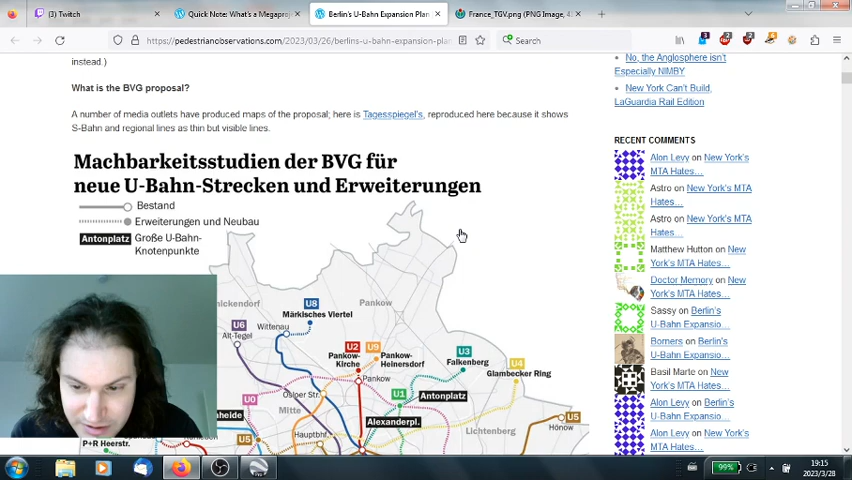 (3) Twitch
Quick Note: What's a Megaproj
Berlin's U-Bahn Expansion Plan
France_TGV.png (PNG Image, 4
https://pedestrianobservations.com/2023/03/26/berlins-u-bahn-expansion-plan
Search
instead.)
What is the BVG proposal?
A number of media outlets have produced maps of the proposal; here is Tagesspiegel's, reproduced here because it shows
S-Bahn and regional lines as thin but visible lines.
Machbarkeitsstudien der BVG für
neue U-Bahn-Strecken und Erweiterungen
Bestand
Erweiterungen und Neubau
Antonplatz
Große U-Bahn-
Knotenpunkte
nickendorf
Pankow
U8
Märkisches Viertel
U6
Wittenau
Alt-Tegel
U2
U9
Pankow-
Kirche
Pankow-
Heinersdorf
U3
Falkenberg
U4
Glambecker Ring
Pankow
U0
Osloer Str.
U1
Antonplatz
heide
Mitte
Alexanderpl.
U5
Hönow
Lichtenberg
U5
Hauptbhf.
P+R Heerstr.
No, the Anglosphere isn't
Especially NIMBY
New York Can't Build,
LaGuardia Rail Edition
RECENT COMMENTS
Alon Levy on New York's
MTA Hates…
Astro on New York's MTA
Hates…
Astro on New York's MTA
Hates…
Matthew Hutton on New
York's MTA Hates…
Doctor Memory on New
York's MTA Hates…
Sassy on Berlin's
U-Bahn Expansio…
Borners on Berlin's
U-Bahn Expansio…
Basil Marte on New
York's MTA Hates…
Alon Levy on Berlin's
U-Bahn Expansio…
Alon Levy on New
York's MTA Hates…
99%
19:15
2023/3/28